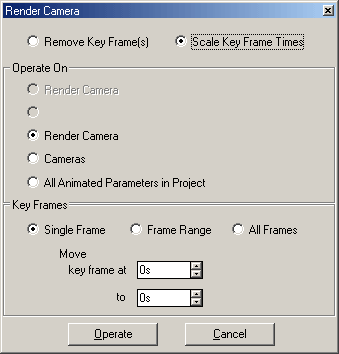 Render Camera
Remove Key Frame(s) Scale Key Frame Times
Operate On
Render Camera
Render Camera
Cameras
All Animated Parameters in Project
Key Frames
Single Frame Frame Range All Frames
Move
key frame at 0s
to 0s
Operate Cancel